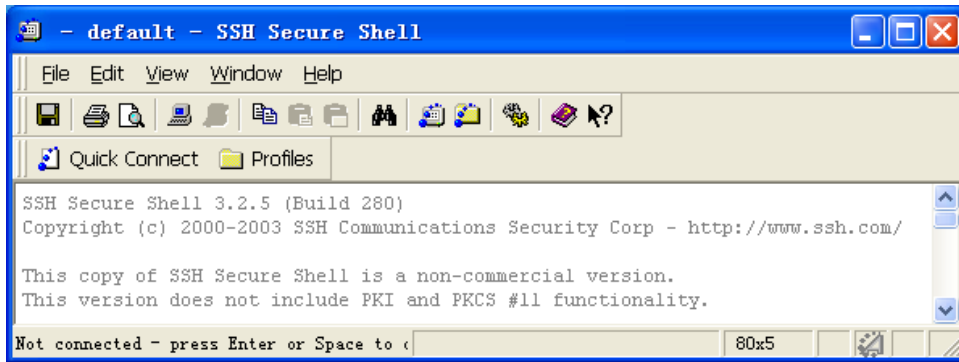 - default - SSH Secure Shell
File Edit View Window Help
Quick Connect Profiles
SSH Secure Shell 3.2.5 (Build 280)
Copyright (c) 2000-2003 SSH Communications Security Corp - http://www.ssh.com/
This copy of SSH Secure Shell is a non-commercial version.
This version does not include PKI and PKCS #11 functionality.
Not connected - press Enter or Space to 80x5